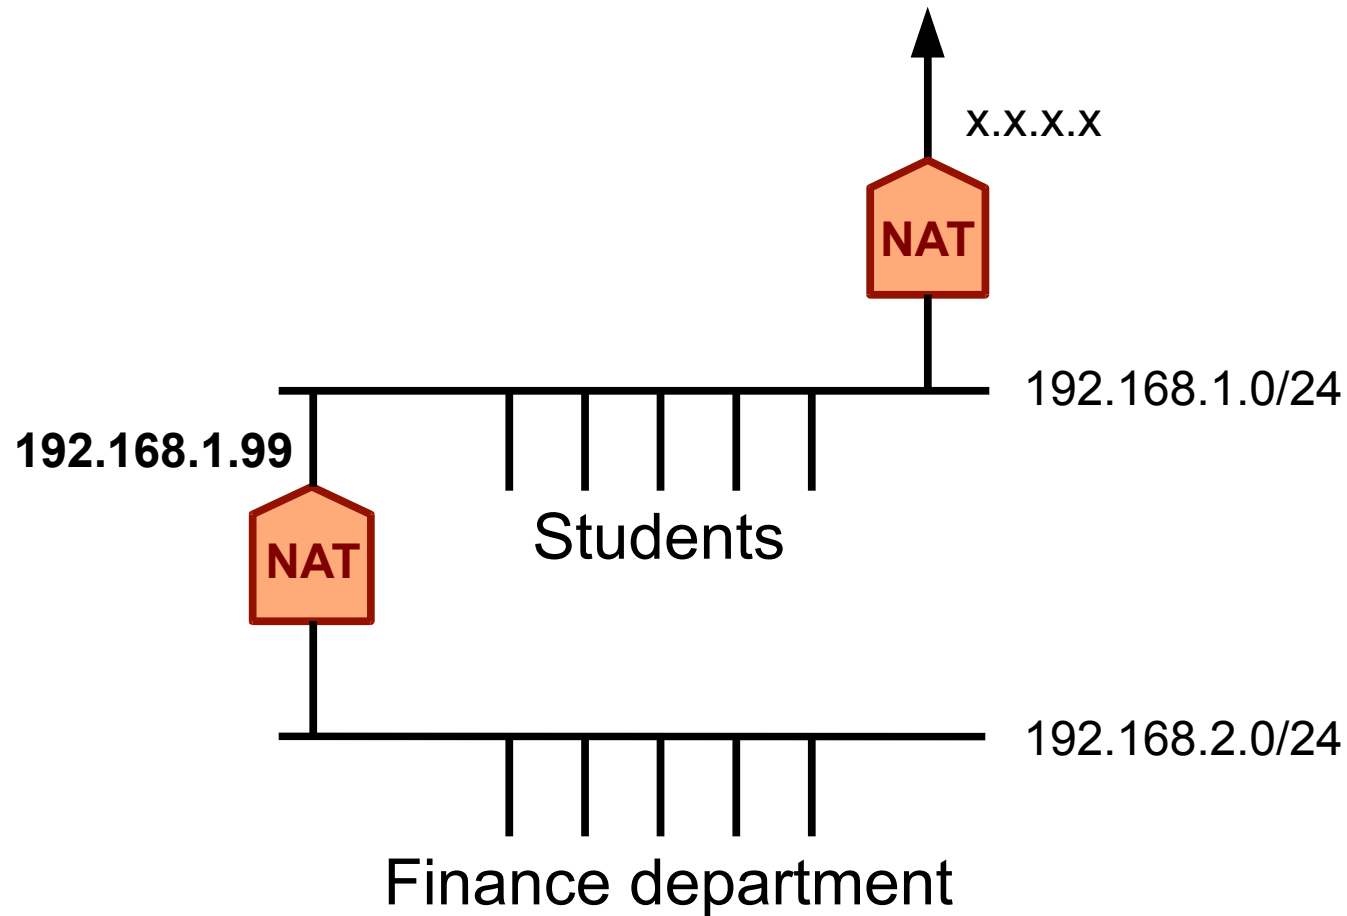 x.x.x.x
NAT
192.168.1.0/24
192.168.1.99
NAT
Students
192.168.2.0/24
Finance department